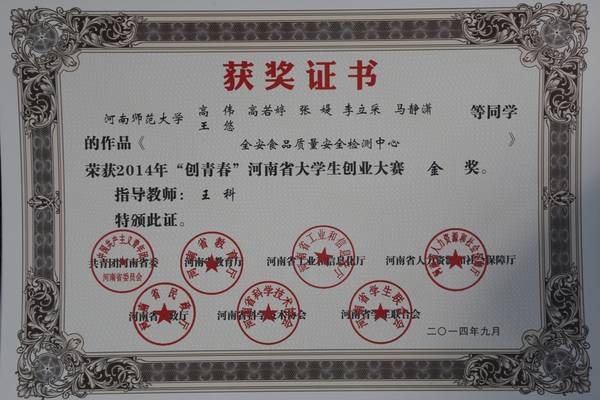 获奖证书
河南师范大学 高伟 高若婷 张媞 李立采 马静潇 等同学
王悠
的作品《全安食品质量安全检测中心》
荣获2014年“创青春”河南省大学生创业大赛 金 奖。
指导教师：王 科
特颁此证。
共青团河南省委 河南省教育厅 河南省工业和信息化厅 河南省人力资源和社会保障厅
河南省民政厅 河南省科学技术协会 河南省学生联合会
二〇一四年九月